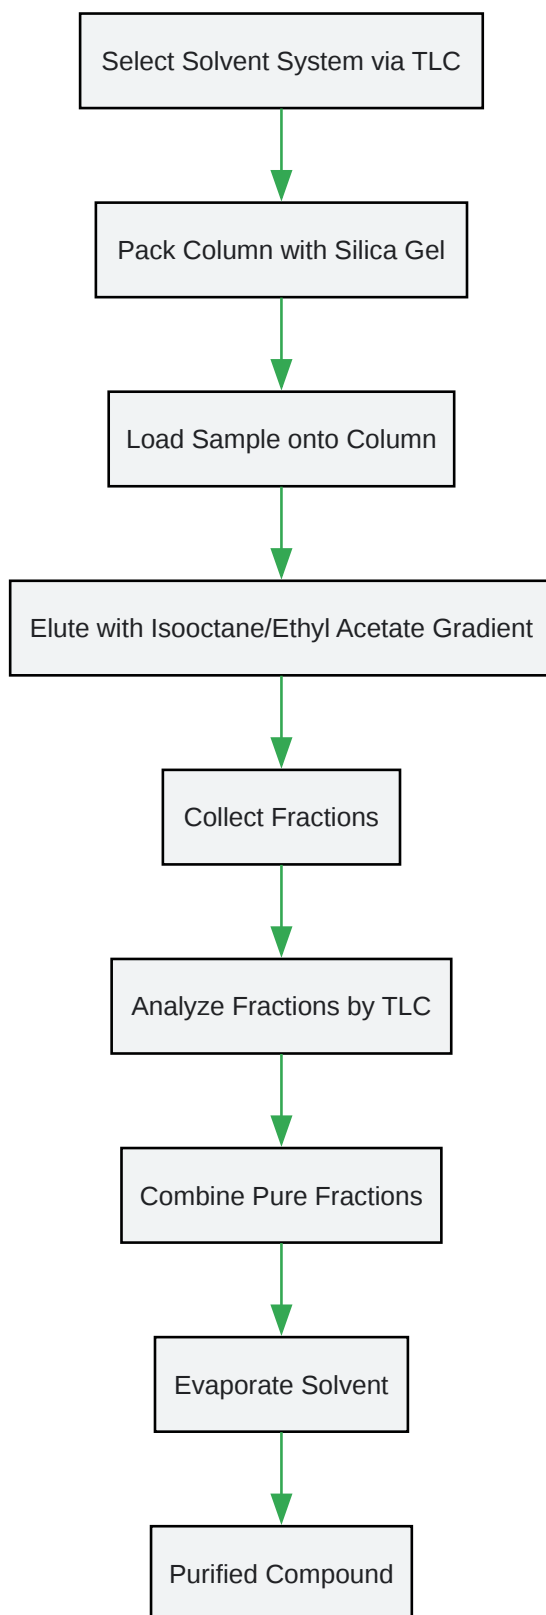 Select Solvent System via TLC
Pack Column with Silica Gel
Load Sample onto Column
Elute with Isooctane/Ethyl Acetate Gradient
Collect Fractions
Analyze Fractions by TLC
Combine Pure Fractions
Evaporate Solvent
Purified Compound